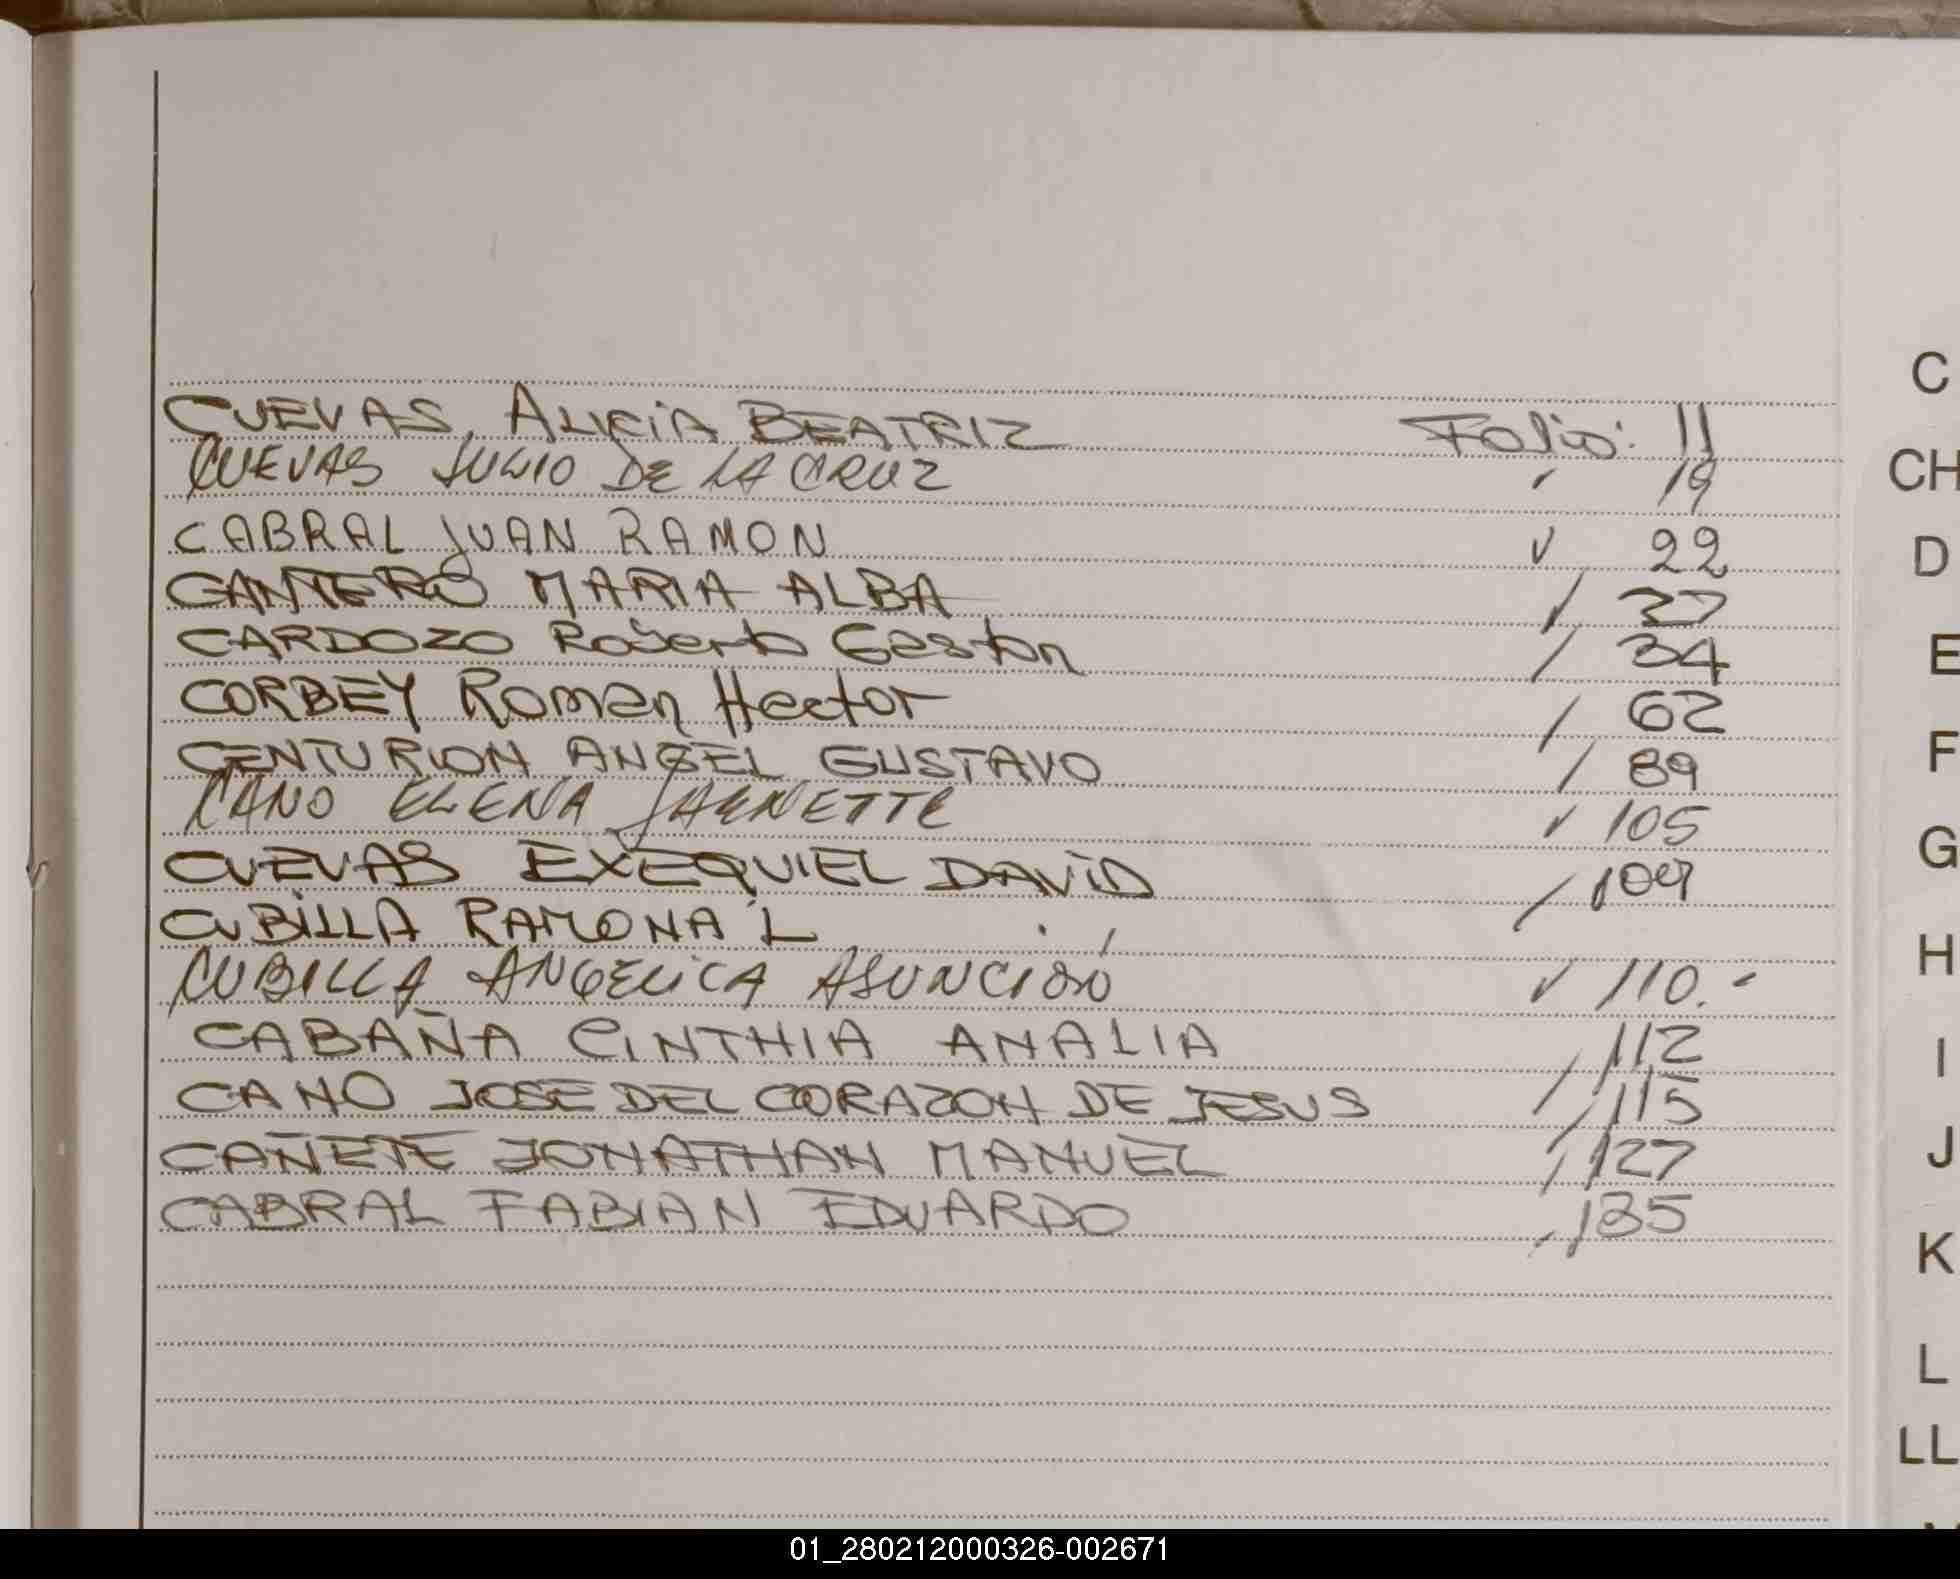 CUEVAS, ALICIA BEATRIZ Folio: 11
CUEVAS JULIO DE LA CRUZ 19
CABRAL JUAN RAMON 22
CANTERO MARIA ALBA
CARDOZO Roberto Gaston 34
CORBEY Roman Hector 62
CENTURION ANGEL GUSTAVO 89
CANO ELENA JAENETTE 105
CUEVAS EXEQUIEL DAVID 109
CUBILLA RAMONA L
CUBILLA ANGELICA ASUNCIÓN 110.-
CABAÑA CINTHIA ANALIA 112
CANO JOSE DEL CORAZON DE JESUS 115
CAÑETE JONATHAN MANUEL 127
CABRAL FABIAN EDUARDO 135
C
CH
D
E
F
G
H
I
J
K
L
LL
01_280212000326-002671